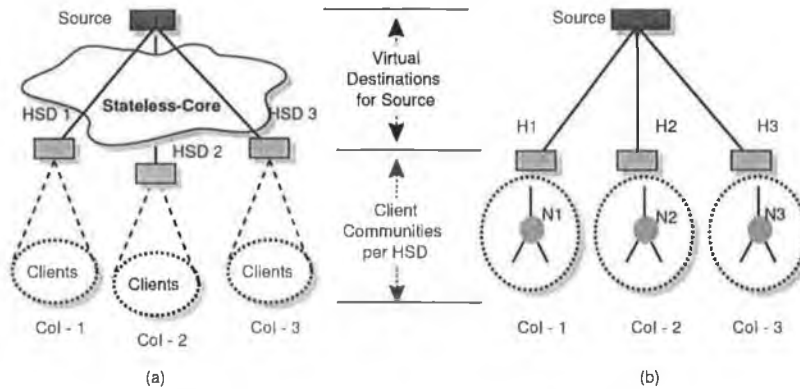 Source
Stateless-Core
HSD 1
HSD 3
HSD 2
Clients
Clients
Clients
Col - 1
Col - 2
Col - 3
(a)
Virtual
Destinations
for Source
Client
Communities
per HSD
Source
H1
H2
H3
N1
N2
N3
Col - 1
Col - 2
Col - 3
(b)